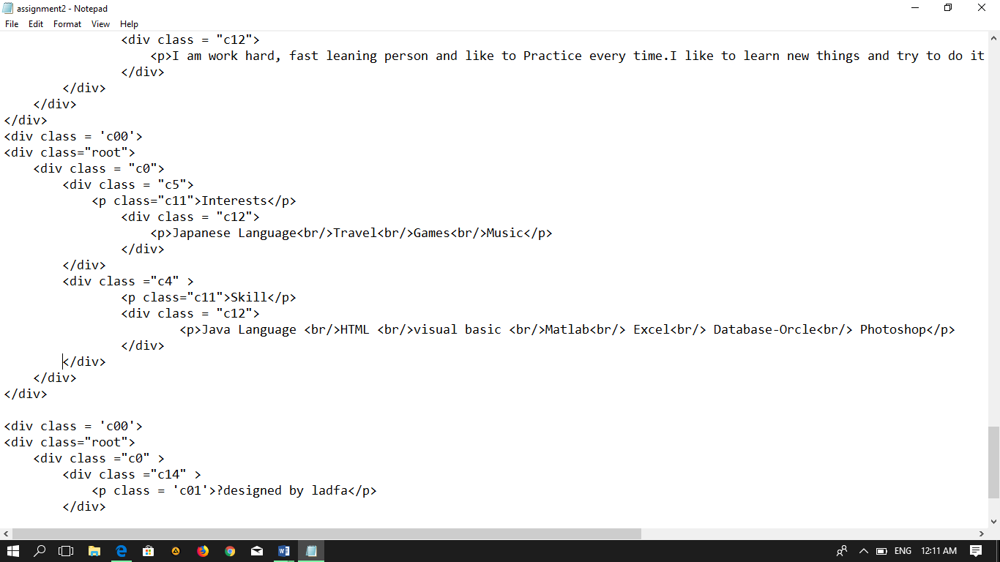 assignment2 - Notepad
File Edit Format View Help
<div class = "c12">
<p>I am work hard, fast leaning person and like to Practice every time.I like to learn new things and try to do it
</div>
</div>
</div>
</div>
<div class = 'c00'>
<div class="root">
<div class = "c0">
<div class = "c5">
<p class="c11">Interests</p>
<div class = "c12">
<p>Japanese Language<br/>Travel<br/>Games<br/>Music</p>
</div>
</div>
<div class ="c4" >
<p class="c11">Skill</p>
<div class = "c12">
<p>Java Language <br/>HTML <br/>visual basic <br/>Matlab<br/> Excel<br/> Database-Orcle<br/> Photoshop</p>
</div>
</div>
</div>
</div>
<div class = 'c00'>
<div class="root">
<div class ="c0" >
<div class ="c14" >
<p class = 'c01'>?designed by ladfa</p>
</div>
ENG 12:11 AM